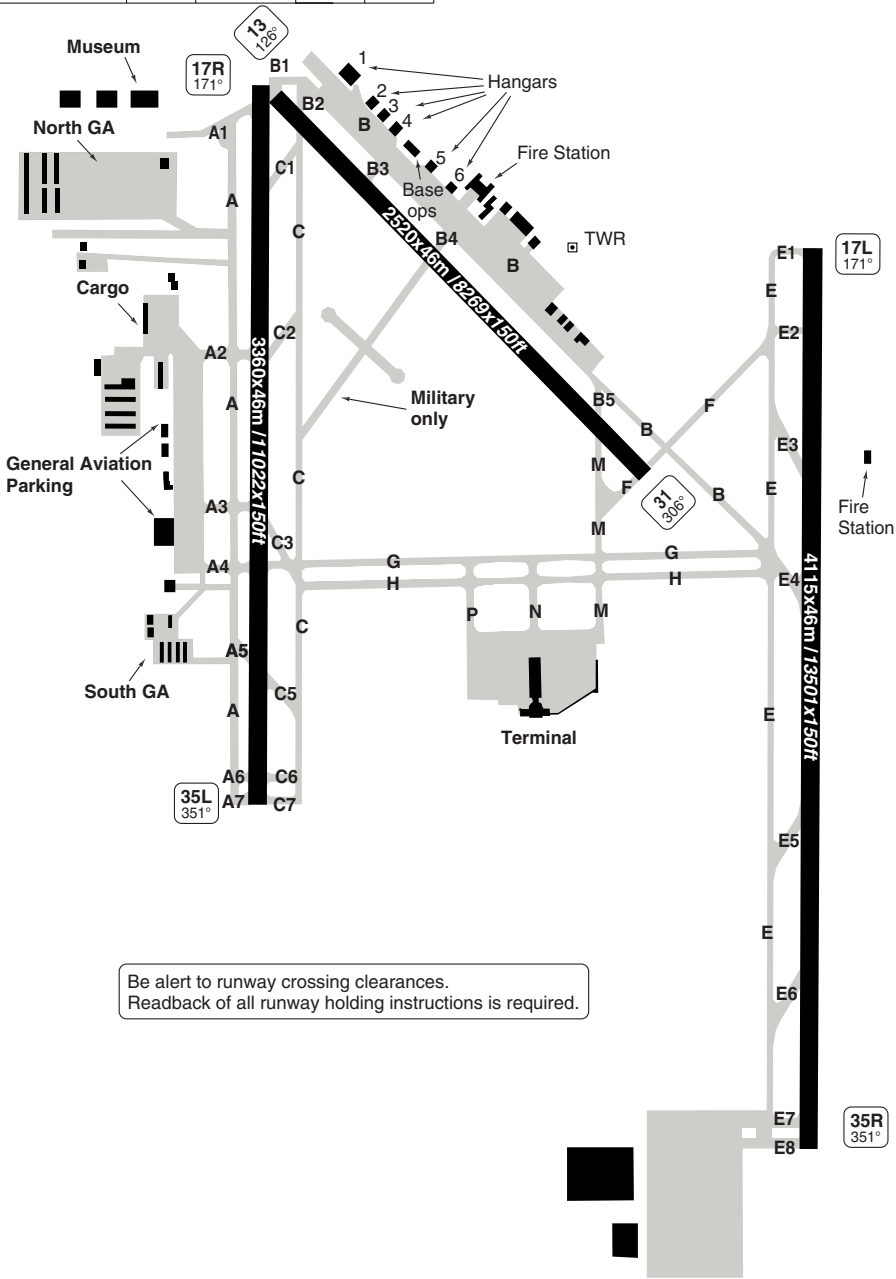 13
126°
Museum
17R
171°
B1
1
Hangars
B2
2
3
4
B
A1
North GA
5
6
Fire Station
C1
B3
Base
ops
A
C
B4
TWR
E1
17L
171°
B
2520x46m / 8269x150ft
E
Cargo
C2
E2
A2
3360x46m / 11022x150ft
A
Military
only
B5
F
B
General Aviation
Parking
E3
M
C
F
31
306°
B
E
Fire
Station
A3
M
C3
G
G
A4
H
H
E4
4115x46m / 13501x150ft
C
P
N
M
A5
South GA
C5
A
E
Terminal
A6
C6
35L
351°
A7
C7
E5
E
Be alert to runway crossing clearances.
Readback of all runway holding instructions is required.
E6
E7
35R
351°
E8